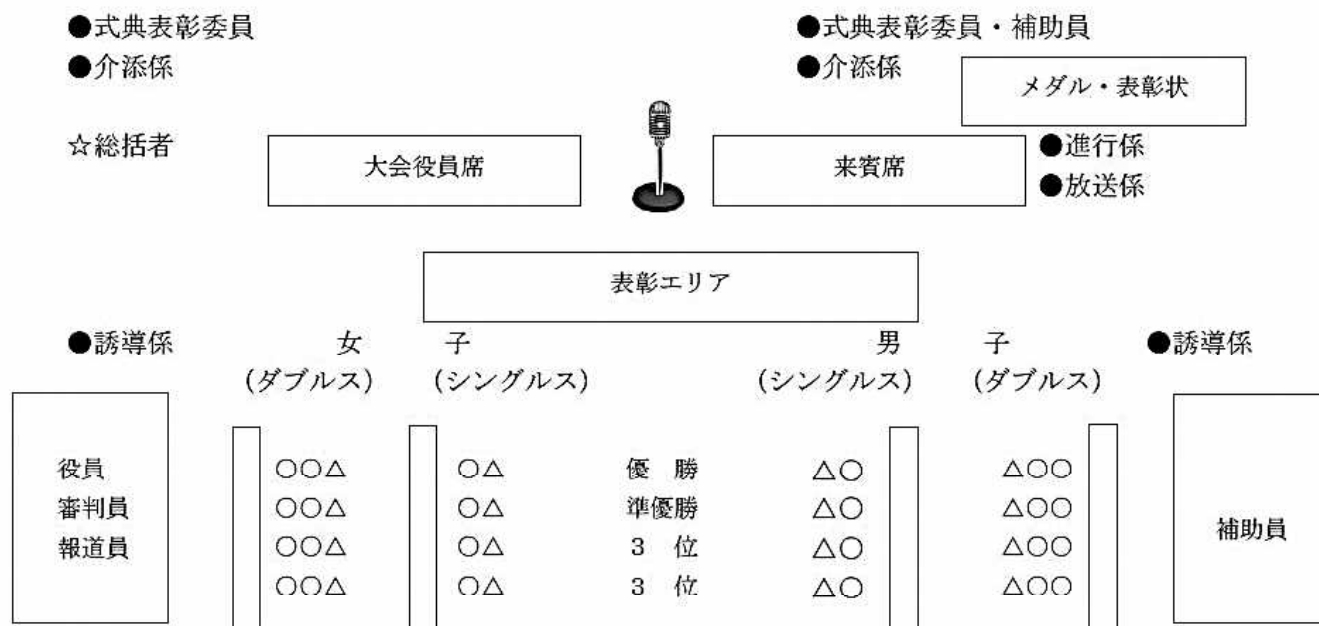 ●式典表彰委員 ●式典表彰委員・補助員
●介添係 ●介添係
メダル・表彰状
☆総括者 大会役員席 来賓席 ●進行係
●放送係
表彰エリア
●誘導係 女 子 男 子 ●誘導係
(ダブルス) (シングルス) (シングルス) (ダブルス)
役員 ○○△ ○△ 優 勝 △○ △○○
審判員 ○○△ ○△ 準優勝 △○ △○○
報道員 ○○△ ○△ 3 位 △○ △○○
補助員
○○△ ○△ 3 位 △○ △○○